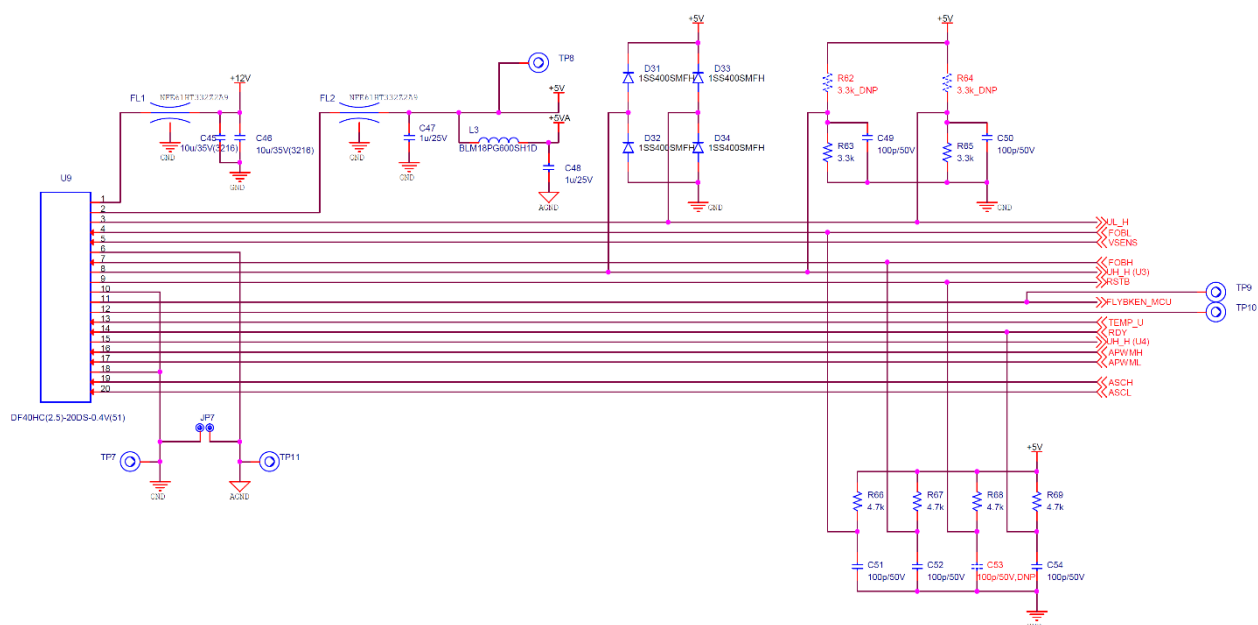 +5V
+5V
TP8
+12V
D31
1SS400SMFH
D33
1SS400SMFH
R62
3.3k_DNP
R64
3.3k_DNP
FL1
NFE61HT332Z2A9
FL2
NFE61HT332Z2A9
+5V
+5VA
C45
10u/35V(3216)
C46
10u/35V(3216)
C47
1u/25V
L3
BLM18PG600SH1D
D32
1SS400SMFH
D34
1SS400SMFH
R63
3.3k
C49
100p/50V
R65
3.3k
C50
100p/50V
GND
GND
GND
C48
1u/25V
AGND
GND
GND
U9
1
2
3
4
5
6
7
8
9
10
11
12
13
14
15
16
17
18
19
20
UL_H
FOBL
VSENS
FOBH
UH_H (U3)
RSTB
FLYBKEN_MCU
TEMP_U
RDY
UH_H (U4)
APWMH
APWML
ASCH
ASCL
TP9
TP10
DF40HC(2.5)-20DS-0.4V(51)
JP7
TP7
TP11
GND
AGND
+5V
R66
4.7k
R67
4.7k
R68
4.7k
R69
4.7k
C51
100p/50V
C52
100p/50V
C53
100p/50V,DNP
C54
100p/50V